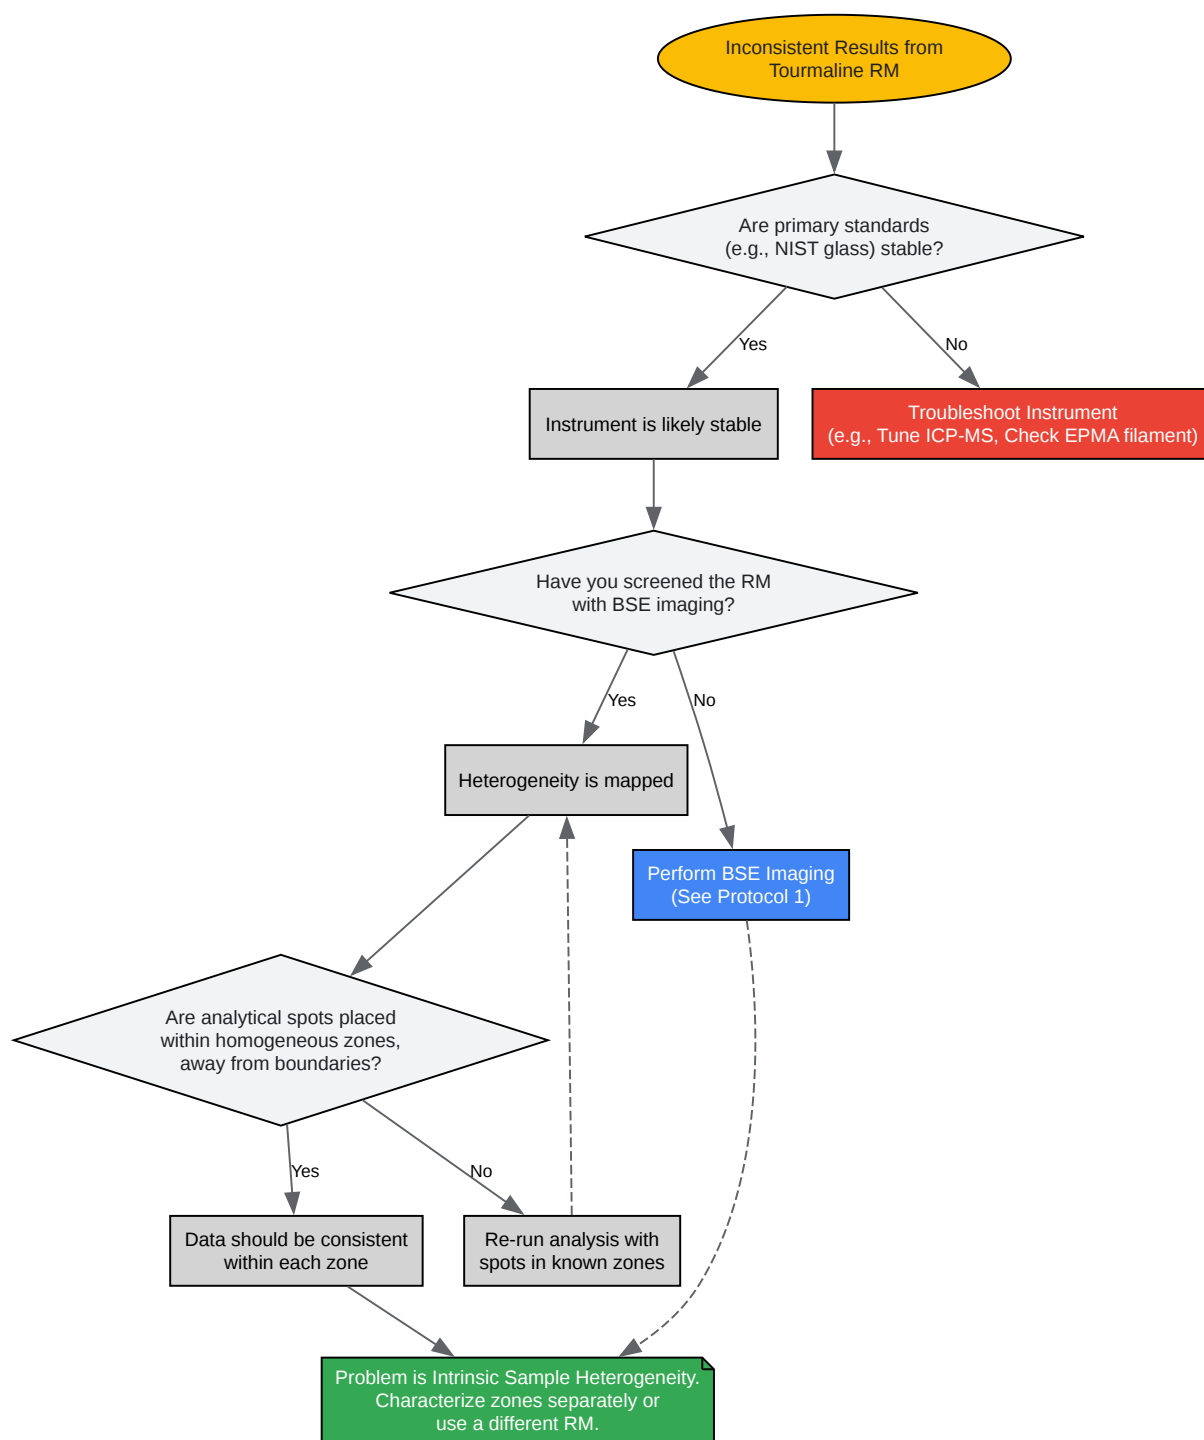 Inconsistent Results from
Tourmaline RM
Are primary standards
(e.g., NIST glass) stable?
Yes
No
Instrument is likely stable
Troubleshoot Instrument
(e.g., Tune ICP-MS, Check EPMA filament)
Have you screened the RM
with BSE imaging?
Yes
No
Heterogeneity is mapped
Perform BSE Imaging
(See Protocol 1)
Are analytical spots placed
within homogeneous zones,
away from boundaries?
Yes
No
Data should be consistent
within each zone
Re-run analysis with
spots in known zones
Problem is Intrinsic Sample Heterogeneity.
Characterize zones separately or
use a different RM.